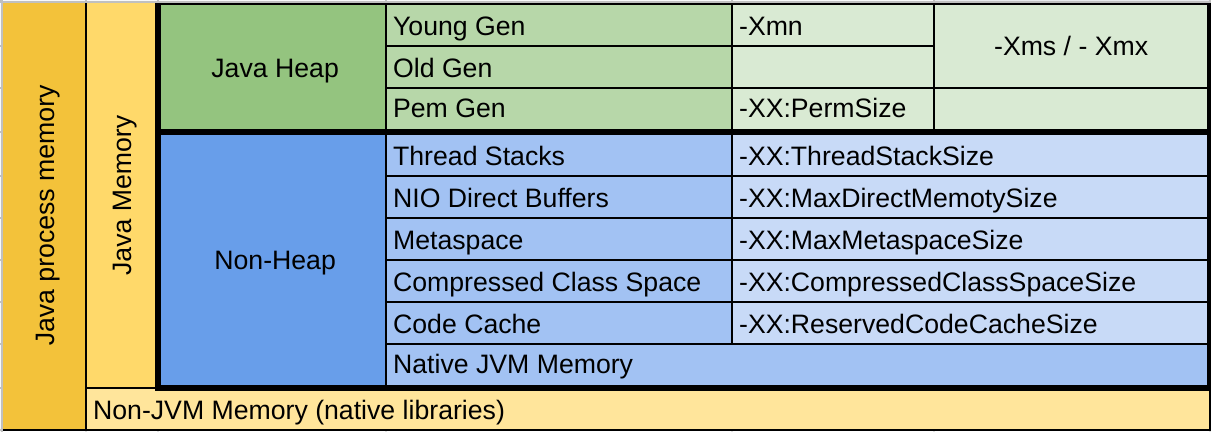 Java process memory
Java Memory
Java Heap
Young Gen
-Xmn
-Xms / - Xmx
Old Gen
Pem Gen
-XX:PermSize
Non-Heap
Thread Stacks
-XX:ThreadStackSize
NIO Direct Buffers
-XX:MaxDirectMemotySize
Metaspace
-XX:MaxMetaspaceSize
Compressed Class Space
-XX:CompressedClassSpaceSize
Code Cache
-XX:ReservedCodeCacheSize
Native JVM Memory
Non-JVM Memory (native libraries)